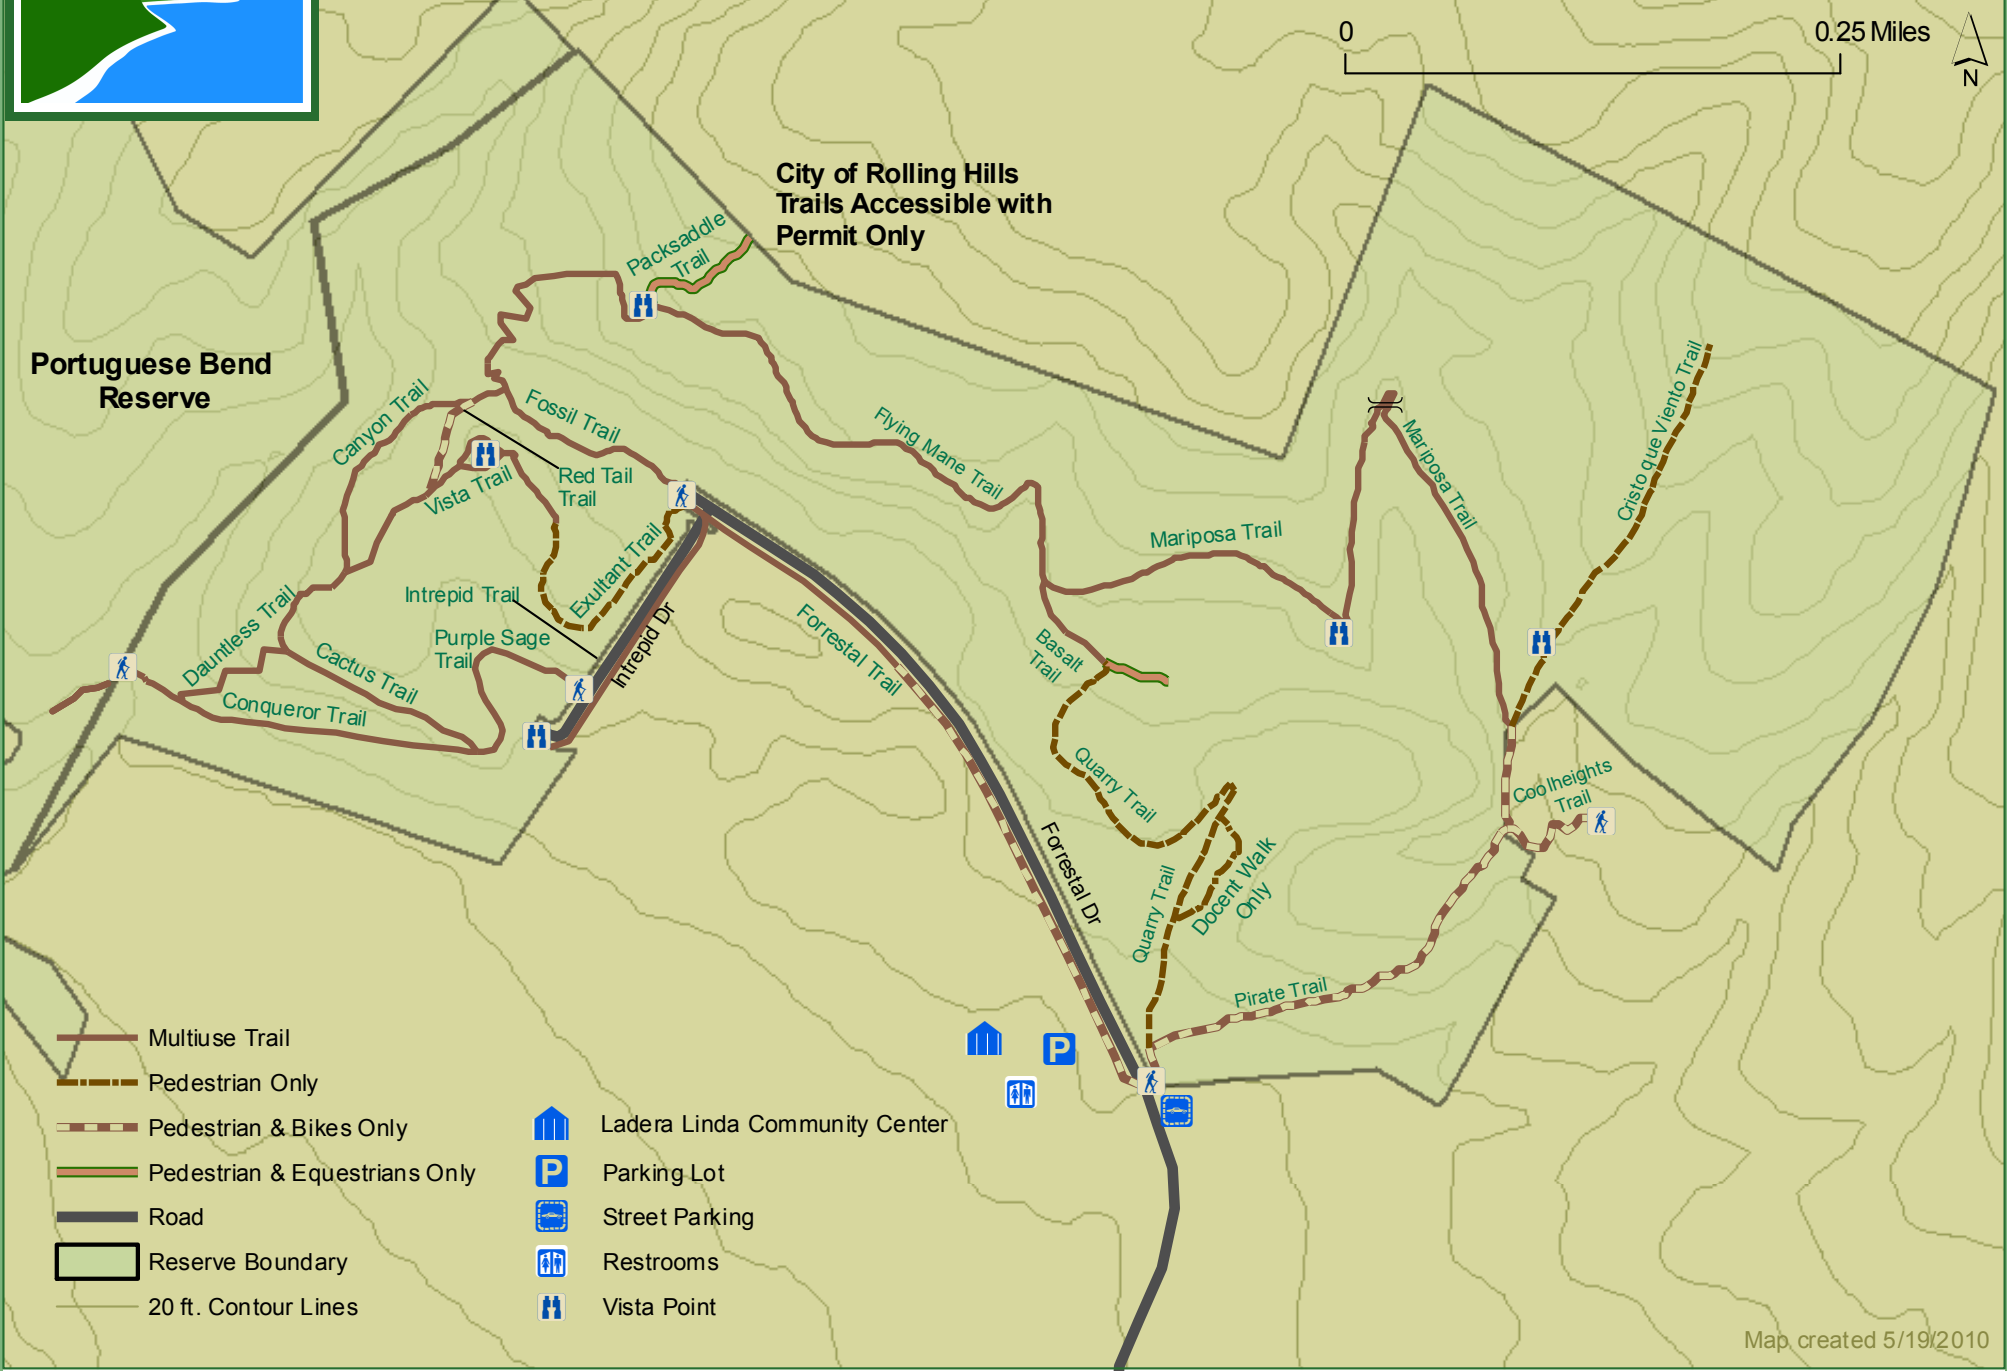 0
0.25 Miles
N
City of Rolling Hills
Trails Accessible with
Permit Only
Packsaddle
Trail
Portuguese Bend
Reserve
Canyon Trail
Fossil Trail
Flying Mane Trail
Mariposa Trail
Cristo que Viento Trail
Red Tail
Trail
Vista Trail
Mariposa Trail
Exultant Trail
Intrepid Trail
Dauntless Trail
Purple Sage
Trail
Intrepid Dr
Forrestal Trail
Basalt
Trail
Cactus Trail
Conqueror Trail
Quarry Trail
Coolheights
Trail
Forrestal Dr
Docent Walk
Only
Quarry Trail
Pirate Trail
Multiuse Trail
Pedestrian Only
Pedestrian & Bikes Only
Pedestrian & Equestrians Only
Road
Reserve Boundary
20 ft. Contour Lines
P
Ladera Linda Community Center
P
Parking Lot
Street Parking
Restrooms
Vista Point
Map created 5/19/2010